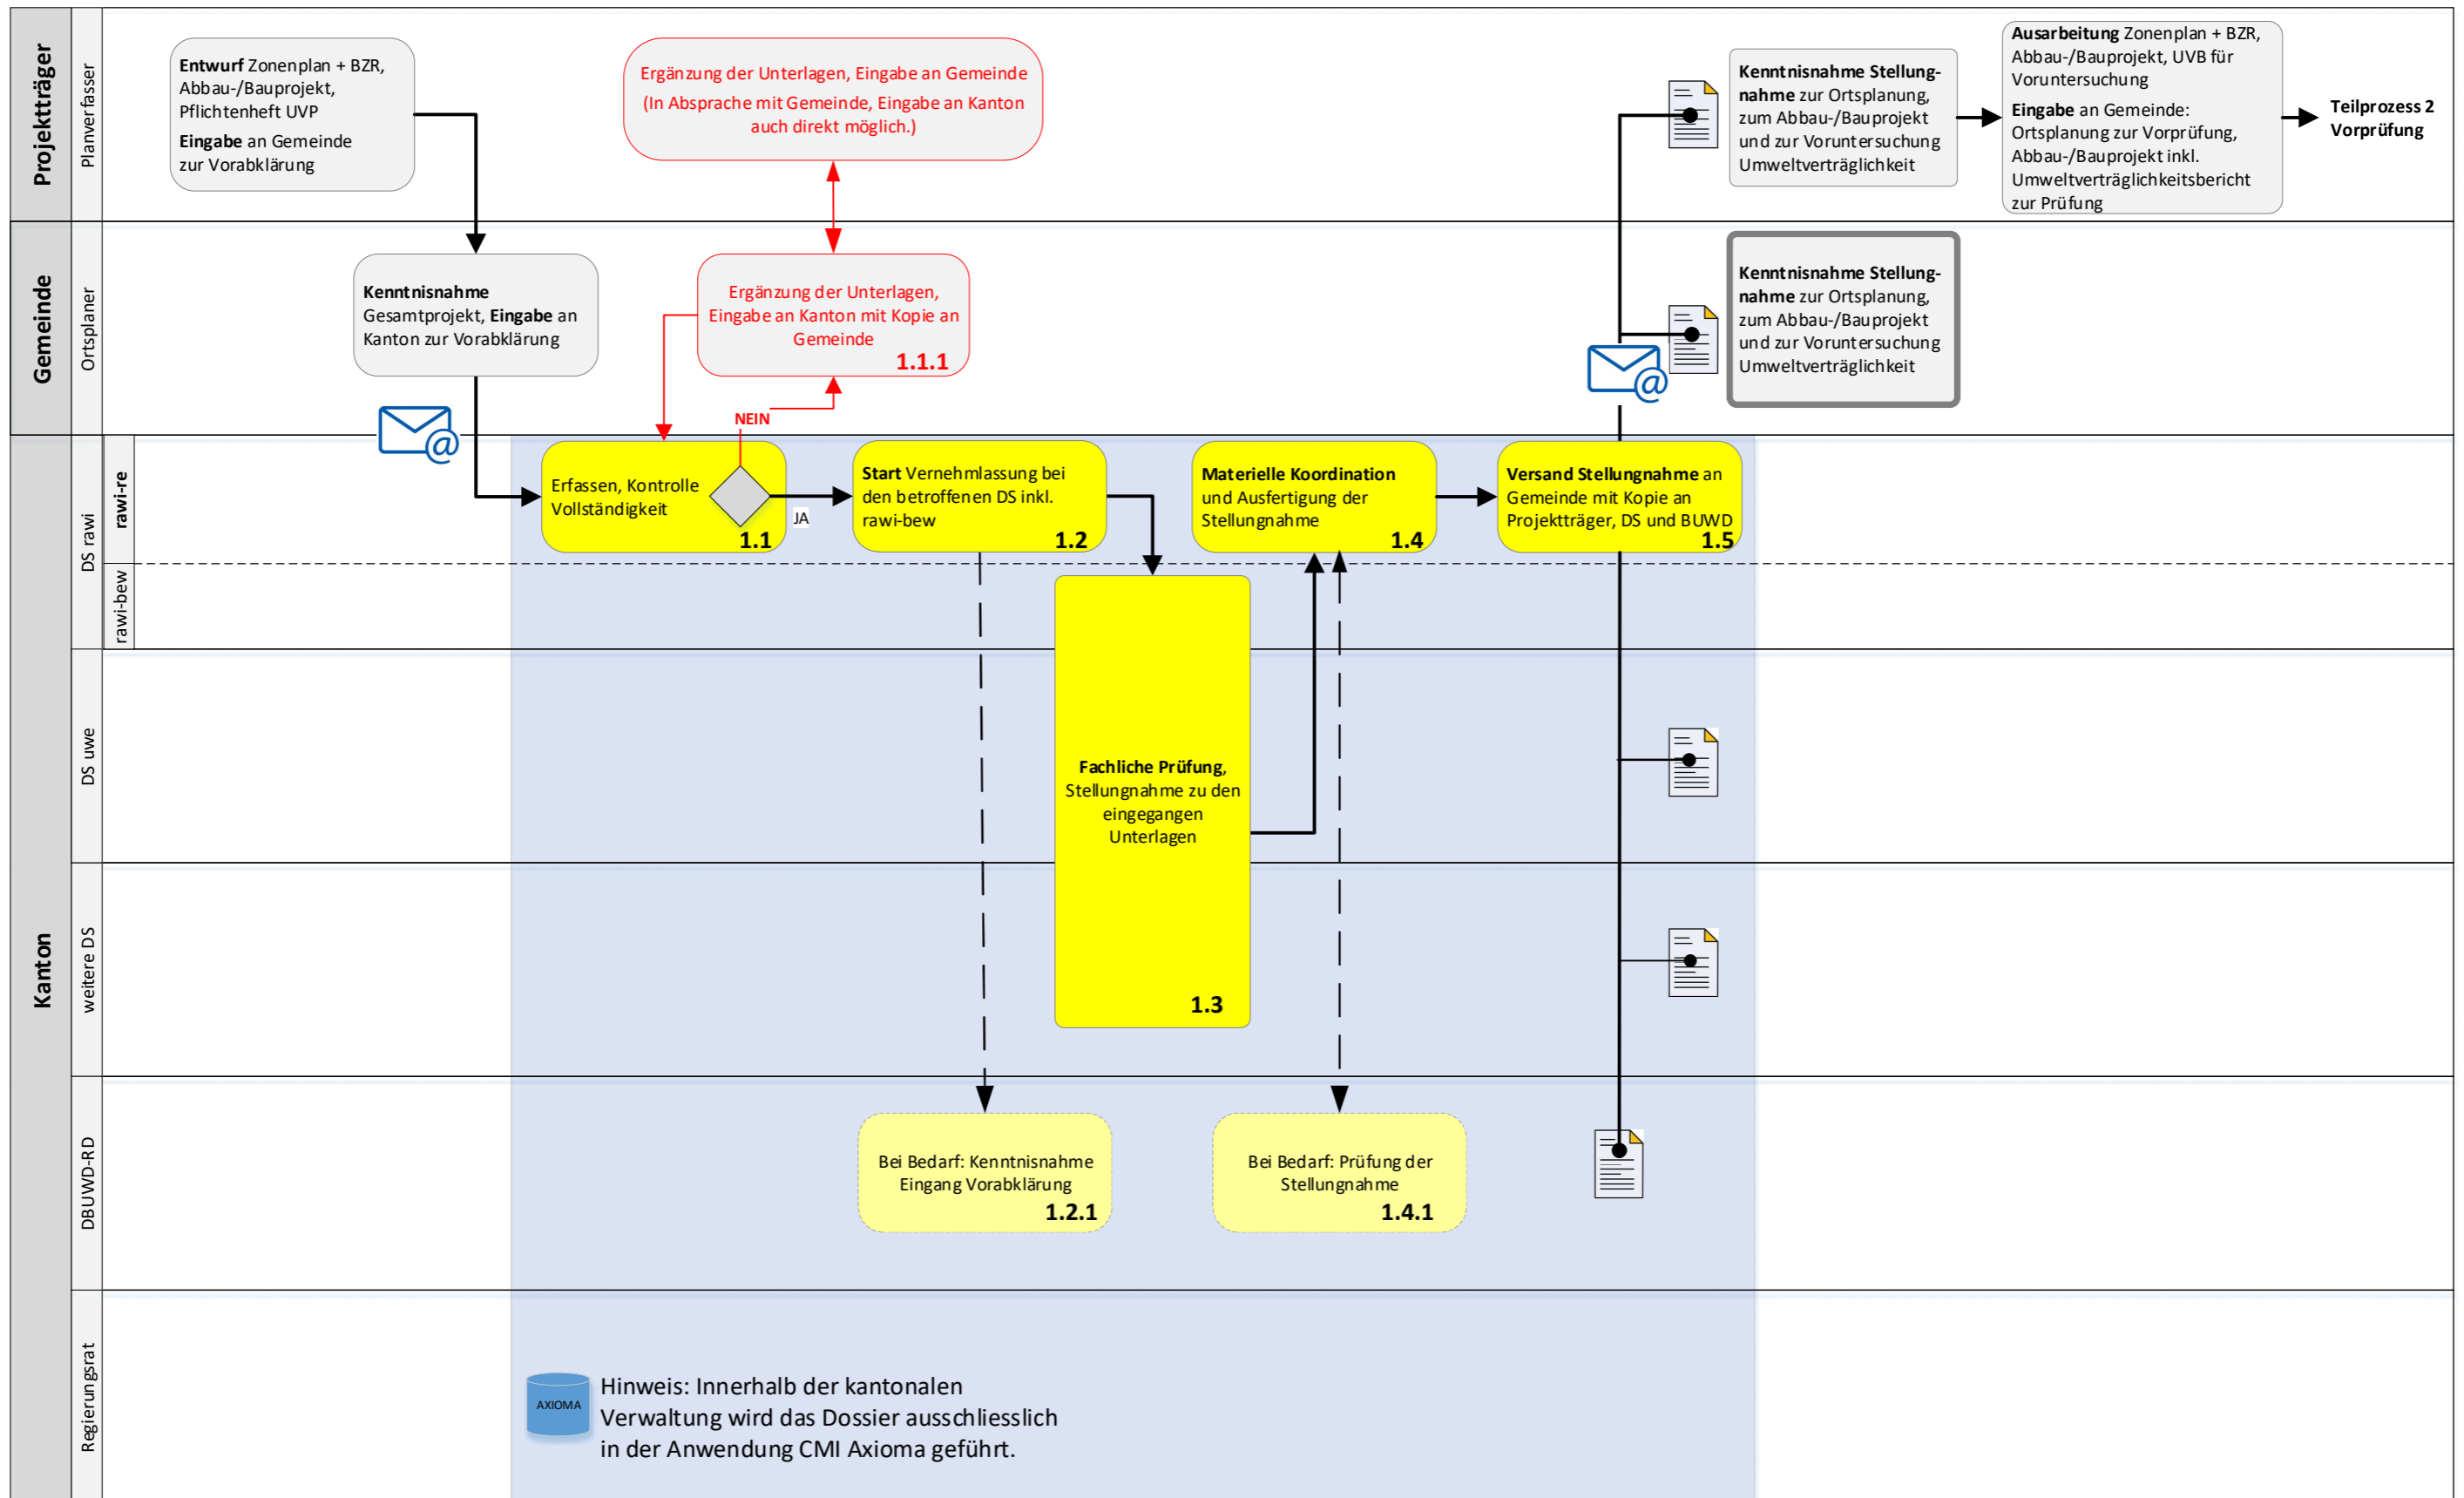 Projektträger
Planverfasser
Entwurf Zonenplan + BZR,
Abbau-/Bauprojekt,
Pflichtenheft UVP
Eingabe an Gemeinde
zur Vorabklärung
Ergänzung der Unterlagen, Eingabe an Gemeinde
(In Absprache mit Gemeinde, Eingabe an Kanton
auch direkt möglich.)
Kenntnisnahme Stellung-
nahme zur Ortsplanung,
zum Abbau-/Bauprojekt
und zur Voruntersuchung
Umweltverträglichkeit
Ausarbeitung Zonenplan + BZR,
Abbau-/Bauprojekt, UVB für
Voruntersuchung
Eingabe an Gemeinde:
Ortsplanung zur Vorprüfung,
Abbau-/Bauprojekt inkl.
Umweltverträglichkeitsbericht
zur Prüfung
Teilprozess 2
Vorprüfung
Gemeinde
Ortsplaner
Kenntnisnahme
Gesamtprojekt, Eingabe an
Kanton zur Vorabklärung
Ergänzung der Unterlagen,
Eingabe an Kanton mit Kopie an
Gemeinde
1.1.1
NEIN
Kenntnisnahme Stellung-
nahme zur Ortsplanung,
zum Abbau-/Bauprojekt
und zur Voruntersuchung
Umweltverträglichkeit
@
@
Kanton
DS rawi
rawi-re
rawi-bew
Erfassen, Kontrolle
Vollständigkeit
1.1
JA
Start Vernehmlassung bei
den betroffenen DS inkl.
rawi-bew
1.2
Materielle Koordination
und Ausfertigung der
Stellungnahme
1.4
Versand Stellungnahme an
Gemeinde mit Kopie an
Projektträger, DS und BUWD
1.5
DS uwe
Fachliche Prüfung,
Stellungnahme zu den
eingegangen
Unterlagen
1.3
weitere DS
DBUWD-RD
Bei Bedarf: Kenntnisnahme
Eingang Vorabklärung
1.2.1
Bei Bedarf: Prüfung der
Stellungnahme
1.4.1
Regierungsrat
AXIOMA
Hinweis: Innerhalb der kantonalen
Verwaltung wird das Dossier ausschliesslich
in der Anwendung CMI Axioma geführt.